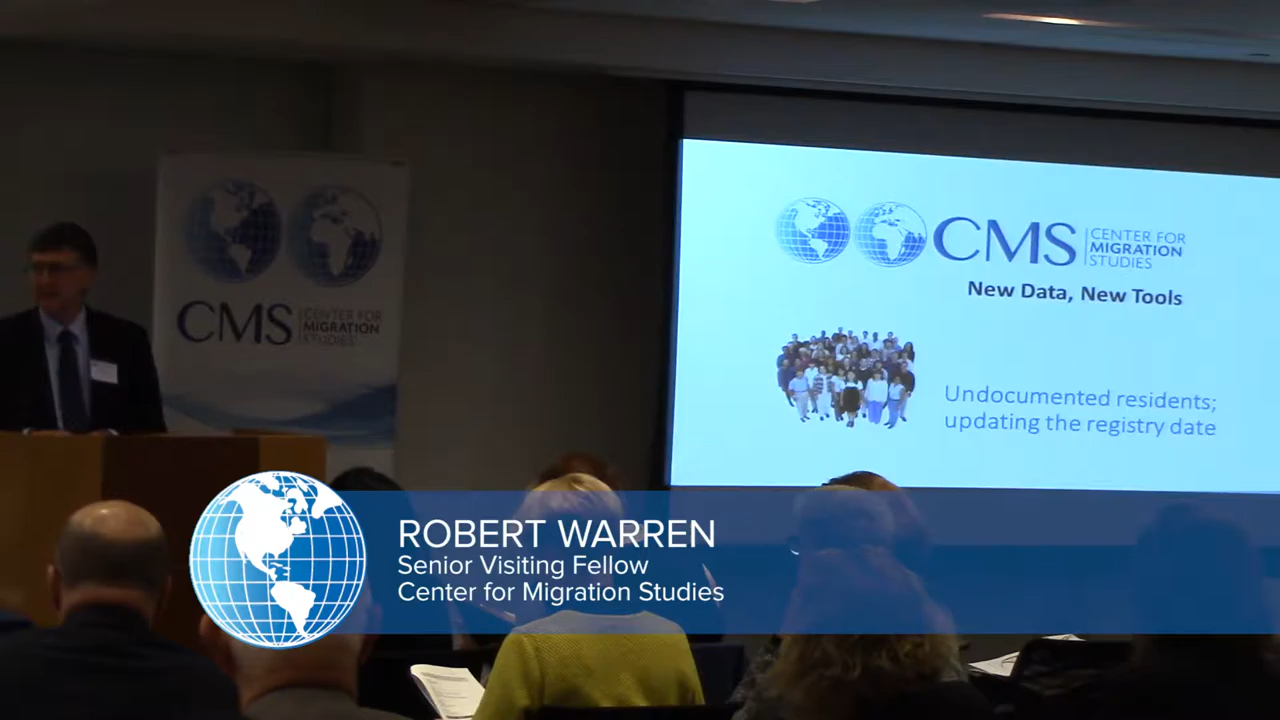 CMS
CENTER FOR
MIGRATION
STUDIES
CMS
CENTER FOR
MIGRATION
STUDIES
New Data, New Tools
Undocumented residents;
updating the registry date
ROBERT WARREN
Senior Visiting Fellow
Center for Migration Studies